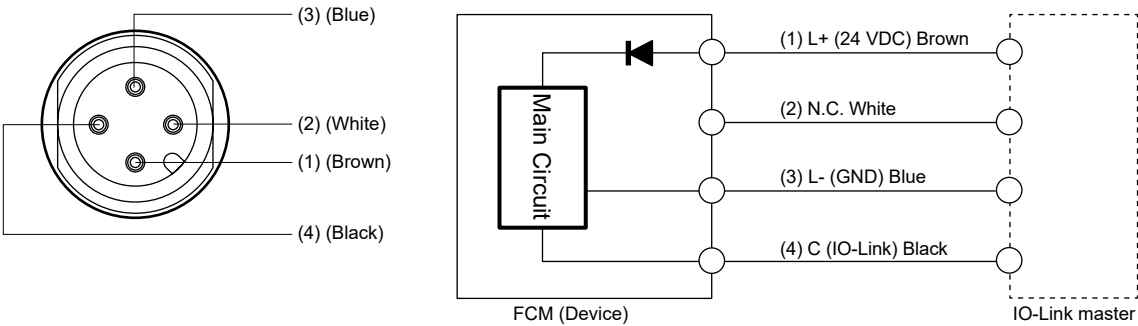 (3) (Blue)
(2) (White)
(1) (Brown)
(4) (Black)
Main Circuit
(1) L+ (24 VDC) Brown
(2) N.C. White
(3) L- (GND) Blue
(4) C (IO-Link) Black
FCM (Device)
IO-Link master